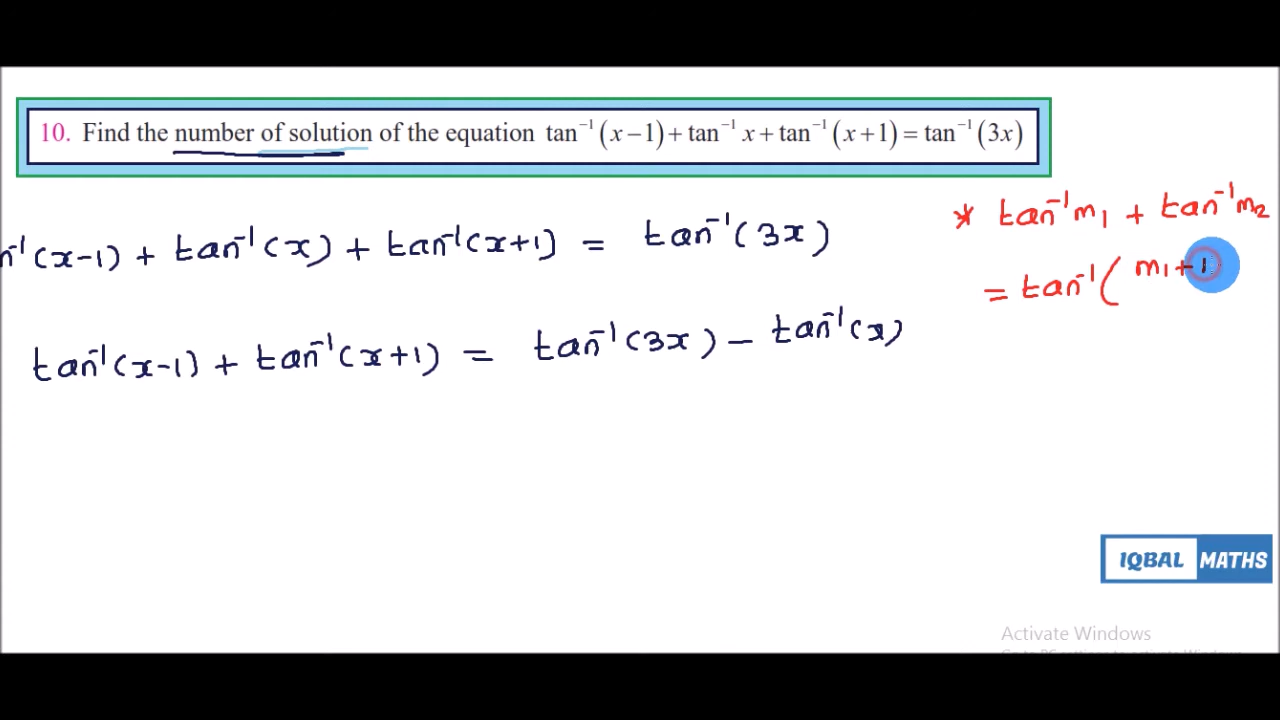 10. Find the number of solution of the equation tan⁻¹(x−1)+tan⁻¹ x+tan⁻¹(x+1)=tan⁻¹(3x)
* tan⁻¹m₁ + tan⁻¹m₂
n⁻¹(x-1) + tan⁻¹(x) + tan⁻¹(x+1) = tan⁻¹(3x)
= tan⁻¹( m₁+
tan⁻¹(x-1) + tan⁻¹(x+1) = tan⁻¹(3x) − tan⁻¹(x)
IQBAL MATHS
Activate Windows